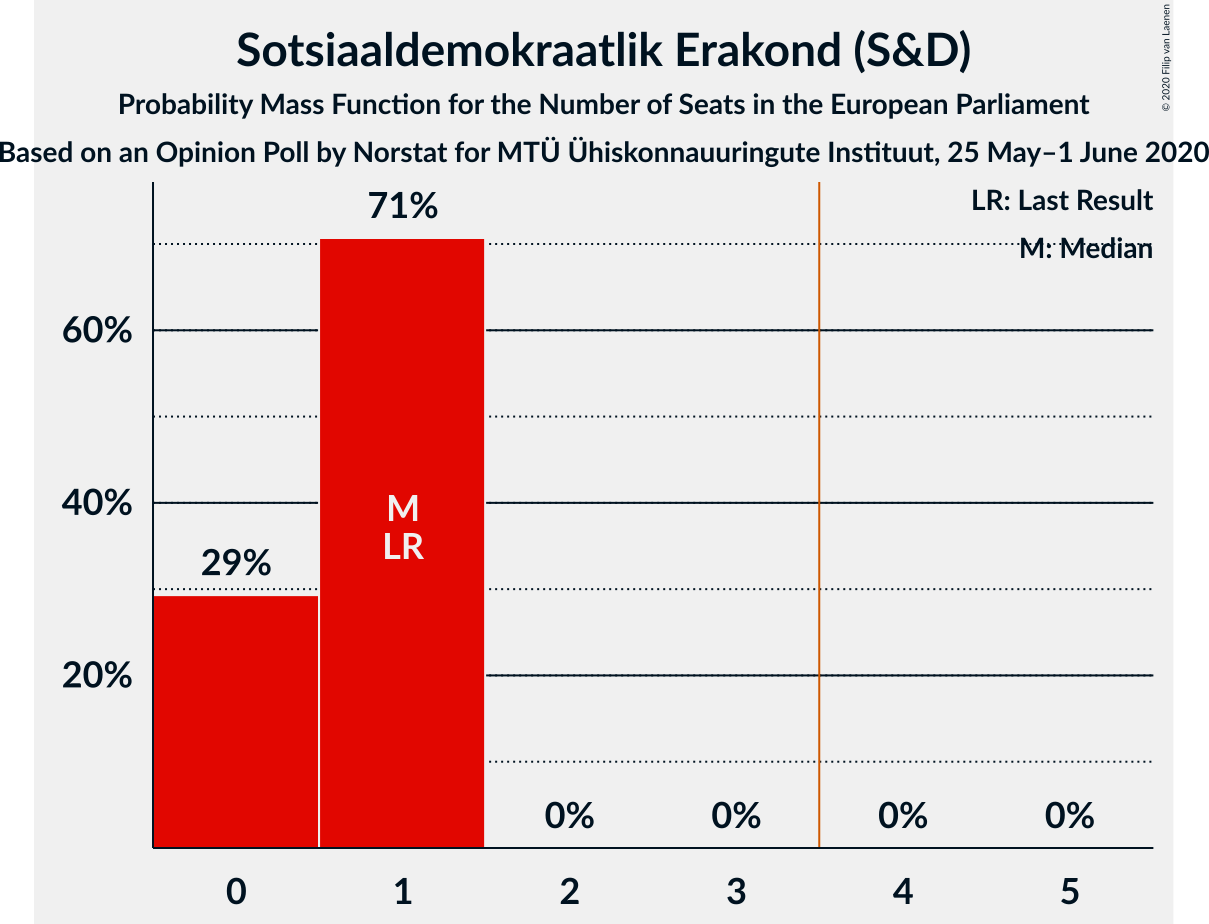 Sotsiaaldemokraatlik Erakond (S&D)
Probability Mass Function for the Number of Seats in the European Parliament
Based on an Opinion Poll by Norstat for MTÜ Ühiskonnauuringute Instituut, 25 May–1 June 2020
© 2020 Filip van Laenen
LR: Last Result
M: Median
71%
60%
40%
M
LR
29%
20%
0% 0% 0% 0%
0 1 2 3 4 5